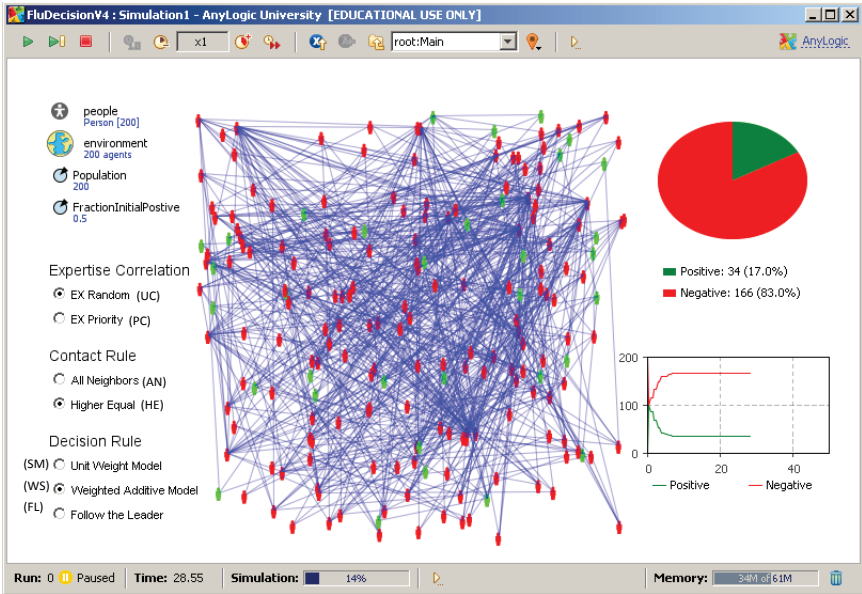 FluDecisionV4 : Simulation1 - AnyLogic University [EDUCATIONAL USE ONLY]
x1
root:Main
AnyLogic
people
Person [200]
environment
200 agents
Population
200
FractionInitialPostive
0.5
Expertise Correlation
EX Random (UC)
EX Priority (PC)
Contact Rule
All Neighbors (AN)
Higher Equal (HE)
Decision Rule
(SM) Unit Weight Model
(WS) Weighted Additive Model
(FL) Follow the Leader
Positive: 34 (17.0%)
Negative: 166 (83.0%)
200
100
0
0 20 40
Positive Negative
Run: 0 Paused Time: 28.55 Simulation: 14% Memory: 34M of 61M